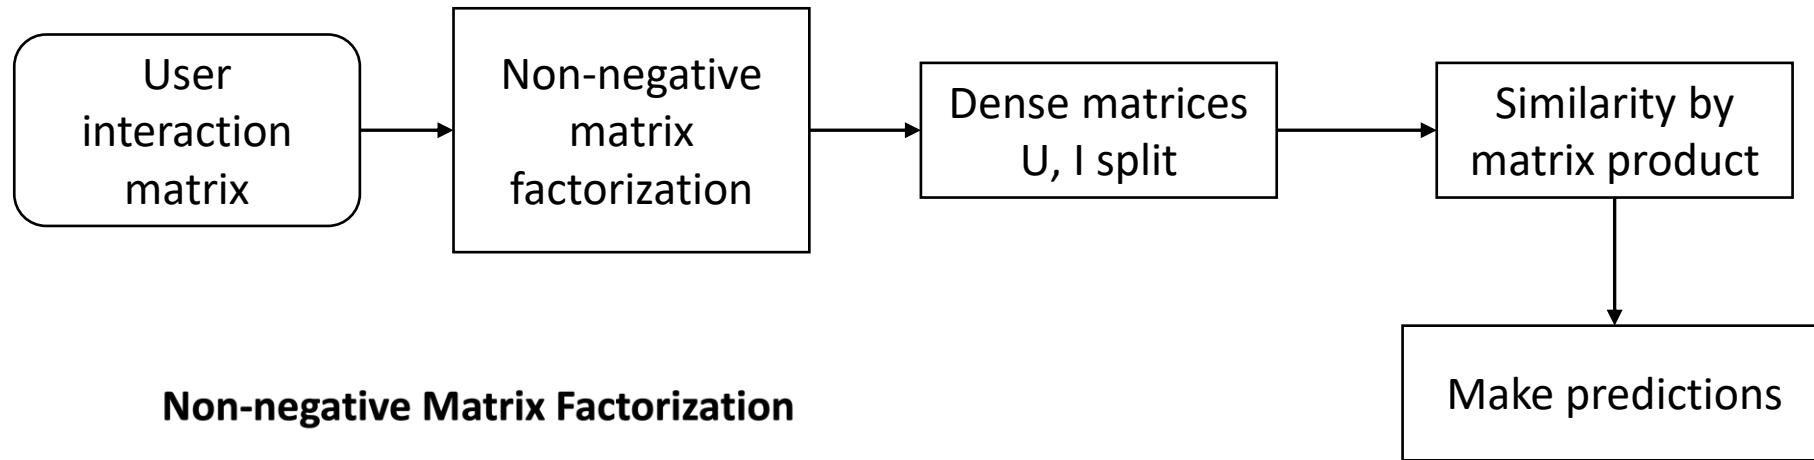 User
interaction
matrix
Non-negative
matrix
factorization
Dense matrices
U, I split
Similarity by
matrix product
Make predictions
Non-negative Matrix Factorization